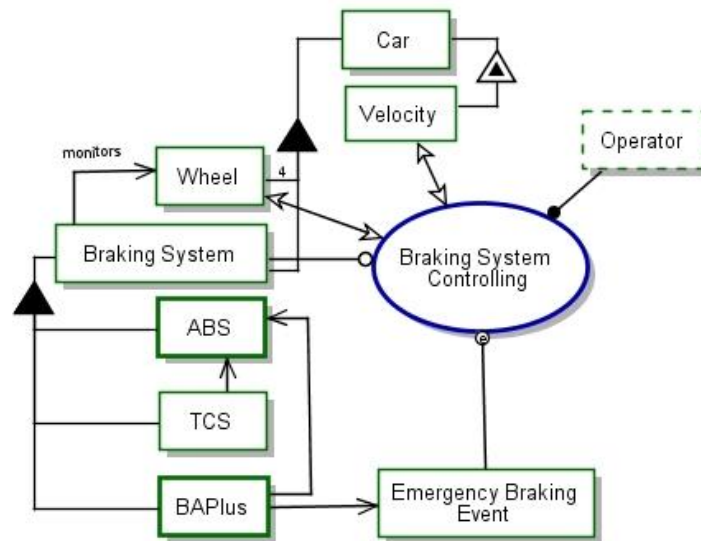 Car
Velocity
Operator
monitors
Wheel
4
Braking System
Braking System
Controlling
ABS
e
TCS
BAPlus
Emergency Braking
Event